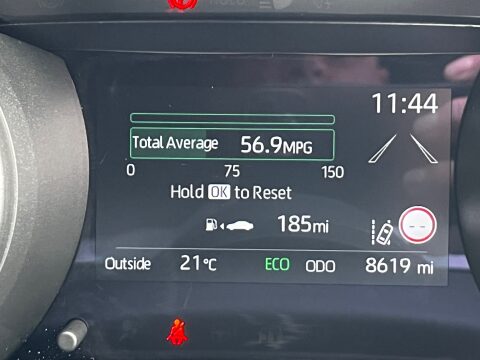 11:44
Total Average 56.9MPG
0 75 150
Hold OK to Reset
185mi
Outside 21°C ECO ODO 8619 mi